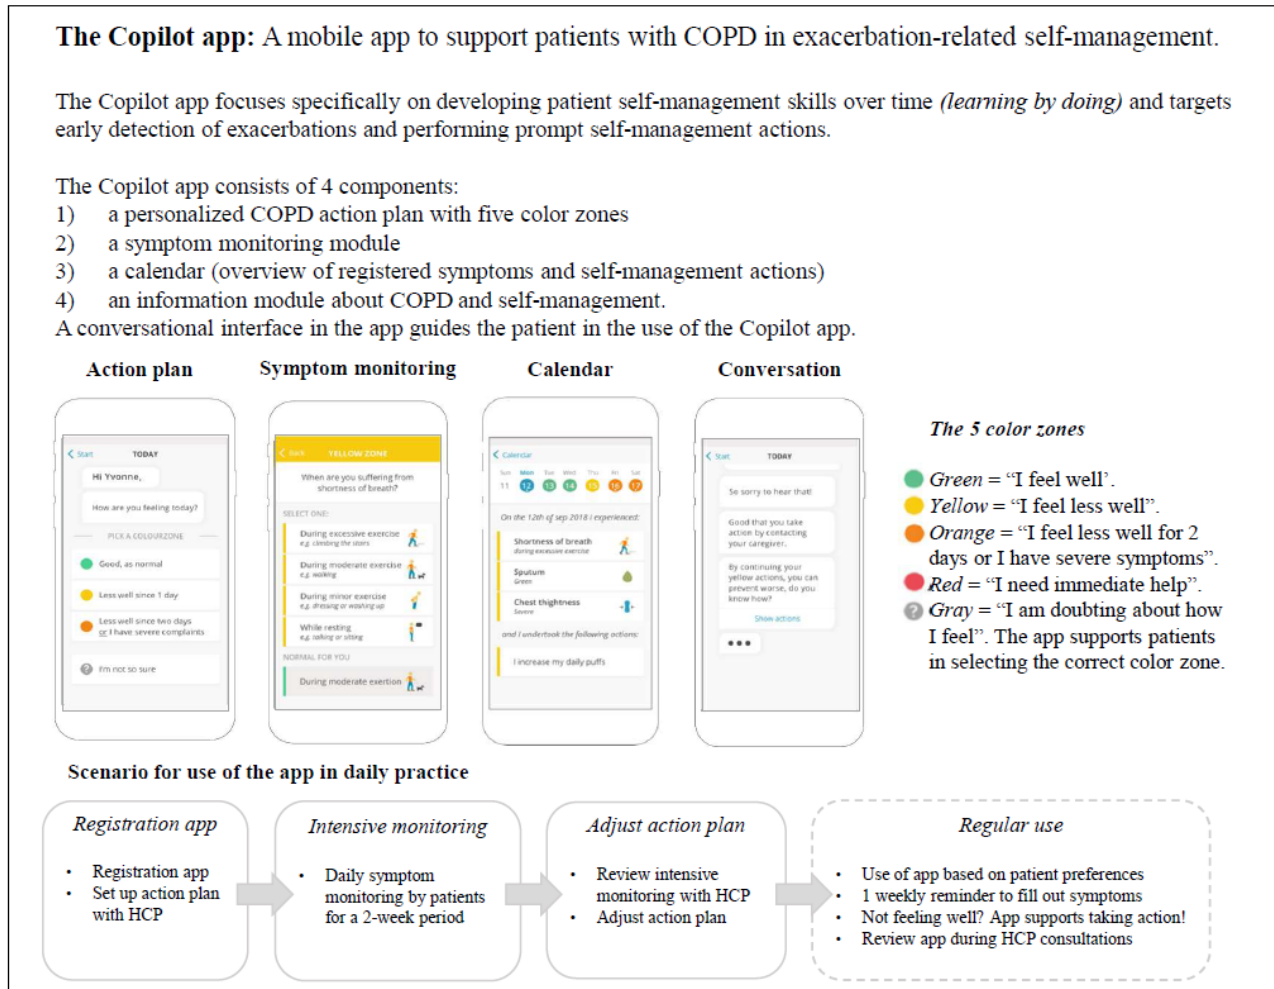 The Copilot app: A mobile app to support patients with COPD in exacerbation-related self-management.
The Copilot app focuses specifically on developing patient self-management skills over time (learning by doing) and targets
early detection of exacerbations and performing prompt self-management actions.
The Copilot app consists of 4 components:
1) a personalized COPD action plan with five color zones
2) a symptom monitoring module
3) a calendar (overview of registered symptoms and self-management actions)
4) an information module about COPD and self-management.
A conversational interface in the app guides the patient in the use of the Copilot app.
Action plan
Start TODAY
Hi Yvonne,
How are you feeling today?
PICK A COLOURZONE
Good, as normal
Less well since 1 day
Less well since two days
or I have severe complaints
? I'm not so sure
Symptom monitoring
Back YELLOW ZONE
When are you suffering from
shortness of breath?
SELECT ONE:
During excessive exercise
e.g. climbing the stairs
During moderate exercise
e.g. walking
During minor exercise
e.g. dressing or washing up
While resting
e.g. talking or sitting
NORMAL FOR YOU
During moderate exertion
Calendar
Calendar
Sun Mon Tue Wed Thu Fri Sat
11 12 13 14 15 16 17
On the 12th of sep 2018 i experienced:
Shortness of breath
during excessive exercise
Sputum
Green
Chest thightness
Severe
and I undertook the following actions:
I increase my daily puffs
Conversation
Start TODAY
So sorry to hear that!
Good that you take
action by contacting
your caregiver.
By continuing your
yellow actions, you can
prevent worse, do you
know how?
Show actions
The 5 color zones
Green = “I feel well’.
Yellow = “I feel less well”.
Orange = “I feel less well for 2
days or I have severe symptoms”.
Red = “I need immediate help”.
? Gray = “I am doubting about how
I feel”. The app supports patients
in selecting the correct color zone.
Scenario for use of the app in daily practice
Registration app
• Registration app
• Set up action plan
with HCP
Intensive monitoring
• Daily symptom
monitoring by patients
for a 2-week period
Adjust action plan
• Review intensive
monitoring with HCP
• Adjust action plan
Regular use
• Use of app based on patient preferences
• 1 weekly reminder to fill out symptoms
• Not feeling well? App supports taking action!
• Review app during HCP consultations